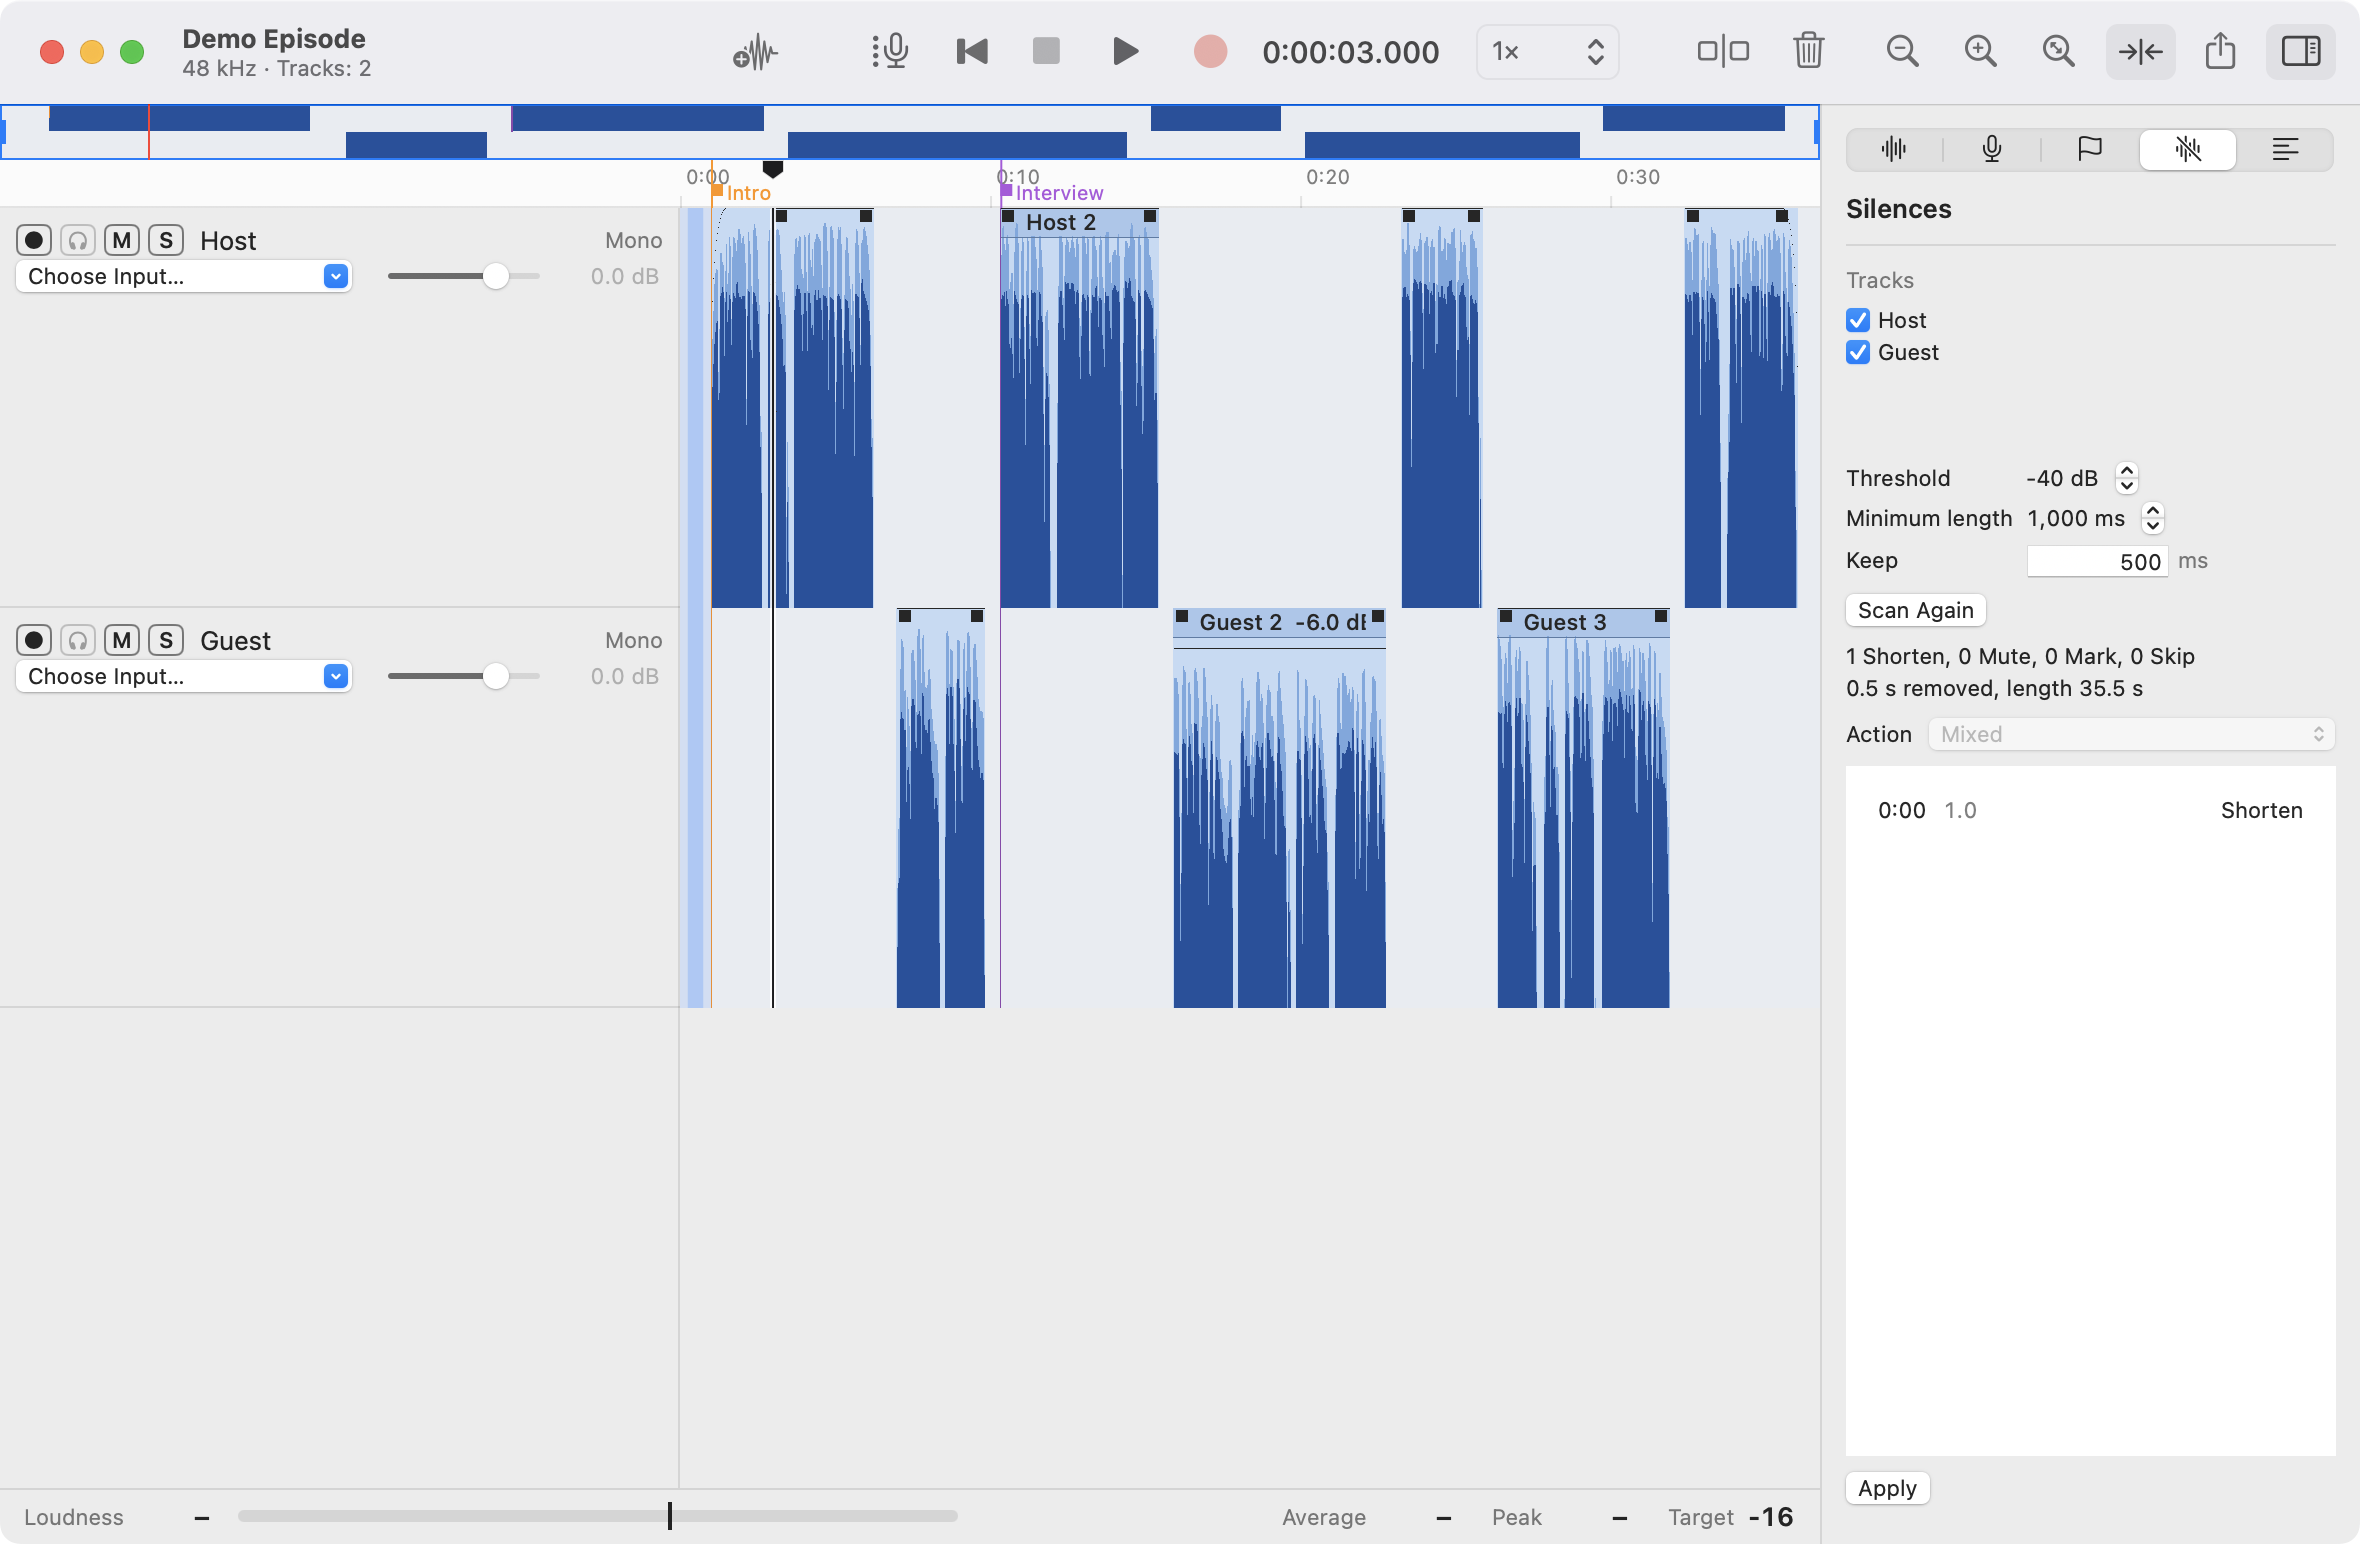 Demo Episode
48 kHz · Tracks: 2
0:00:03.000
1×
0:00
0:10
0:20
0:30
Intro
Interview
M
S
Host
Mono
Choose Input...
0.0 dB
Host 2
M
S
Guest
Mono
Choose Input...
0.0 dB
Guest 2 -6.0 dB
Guest 3
Loudness
–
Average –
Peak –
Target -16
Silences
Tracks
Host
Guest
Threshold -40 dB
Minimum length 1,000 ms
Keep 500 ms
Scan Again
1 Shorten, 0 Mute, 0 Mark, 0 Skip
0.5 s removed, length 35.5 s
Action Mixed
0:00 1.0 Shorten
Apply